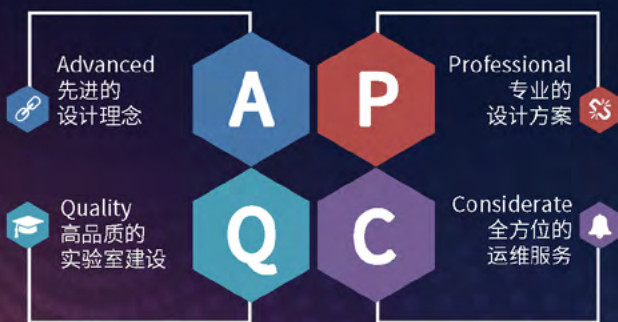 Advanced
先进的
设计理念
A
P
Professional
专业的
设计方案
Quality
高品质的
实验室建设
Q
C
Considerate
全方位的
运维服务